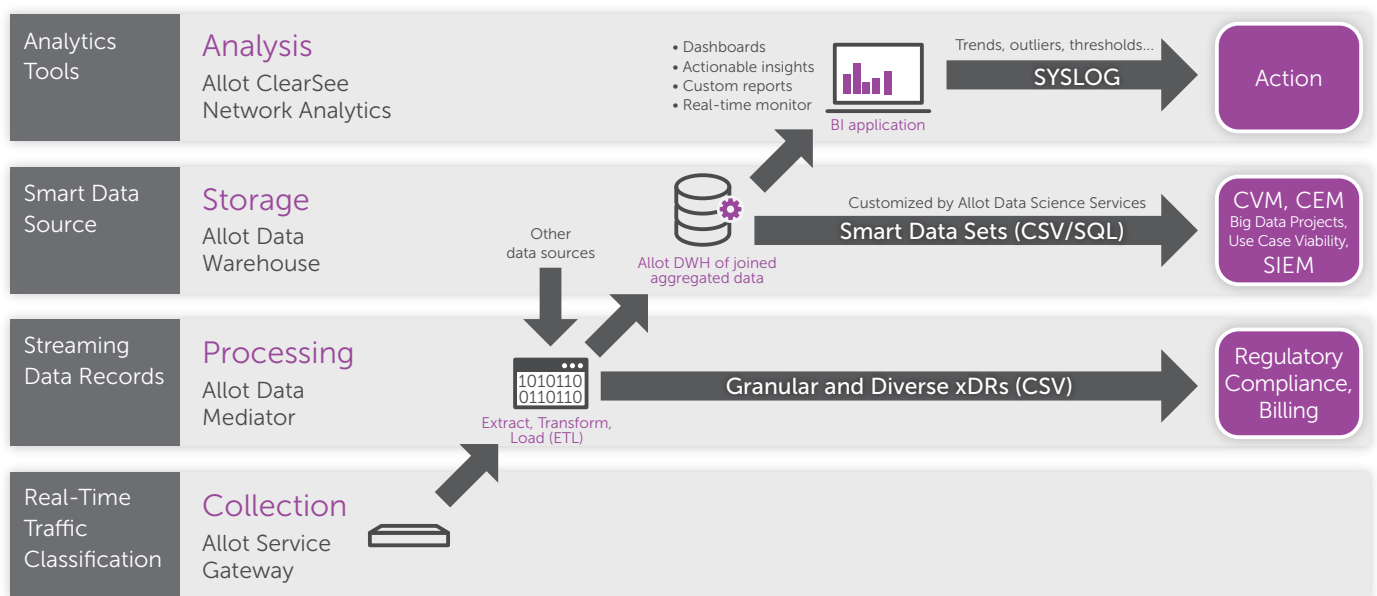 Analytics
Tools
Analysis
Allot ClearSee
Network Analytics
• Dashboards
• Actionable insights
• Custom reports
• Real-time monitor
BI application
Trends, outliers, thresholds...
SYSLOG
Action
Smart Data
Source
Storage
Allot Data
Warehouse
Other
data sources
Allot DWH of joined
aggregated data
Customized by Allot Data Science Services
Smart Data Sets (CSV/SQL)
CVM, CEM
Big Data Projects,
Use Case Viability,
SIEM
Streaming
Data Records
Processing
Allot Data
Mediator
1010110
0110110
Extract, Transform,
Load (ETL)
Granular and Diverse xDRs (CSV)
Regulatory
Compliance,
Billing
Real-Time
Traffic
Classification
Collection
Allot Service
Gateway